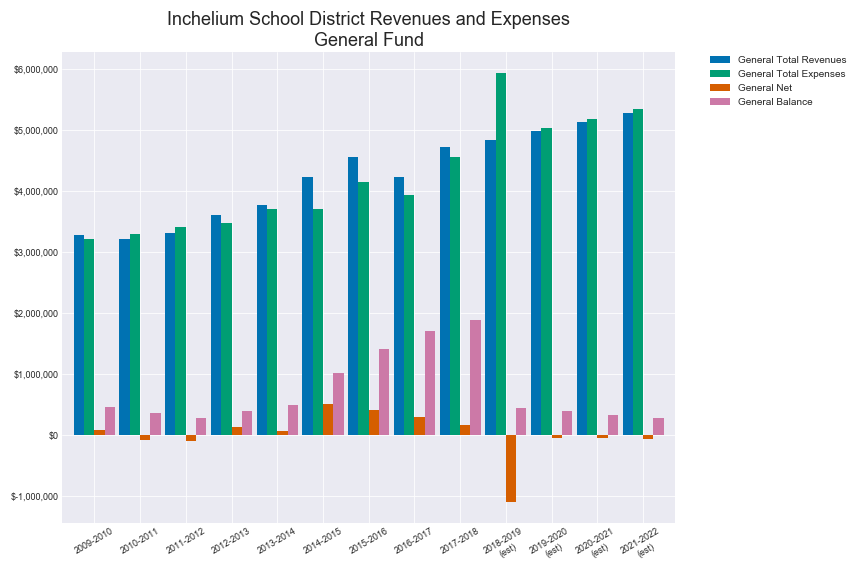 Inchelium School District Revenues and Expenses
General Fund
General Total Revenues
General Total Expenses
General Net
General Balance
$6,000,000
$5,000,000
$4,000,000
$3,000,000
$2,000,000
$1,000,000
$0
$-1,000,000
2009-2010
2010-2011
2011-2012
2012-2013
2013-2014
2014-2015
2015-2016
2016-2017
2017-2018
2018-2019
(est)
2019-2020
(est)
2020-2021
(est)
2021-2022
(est)